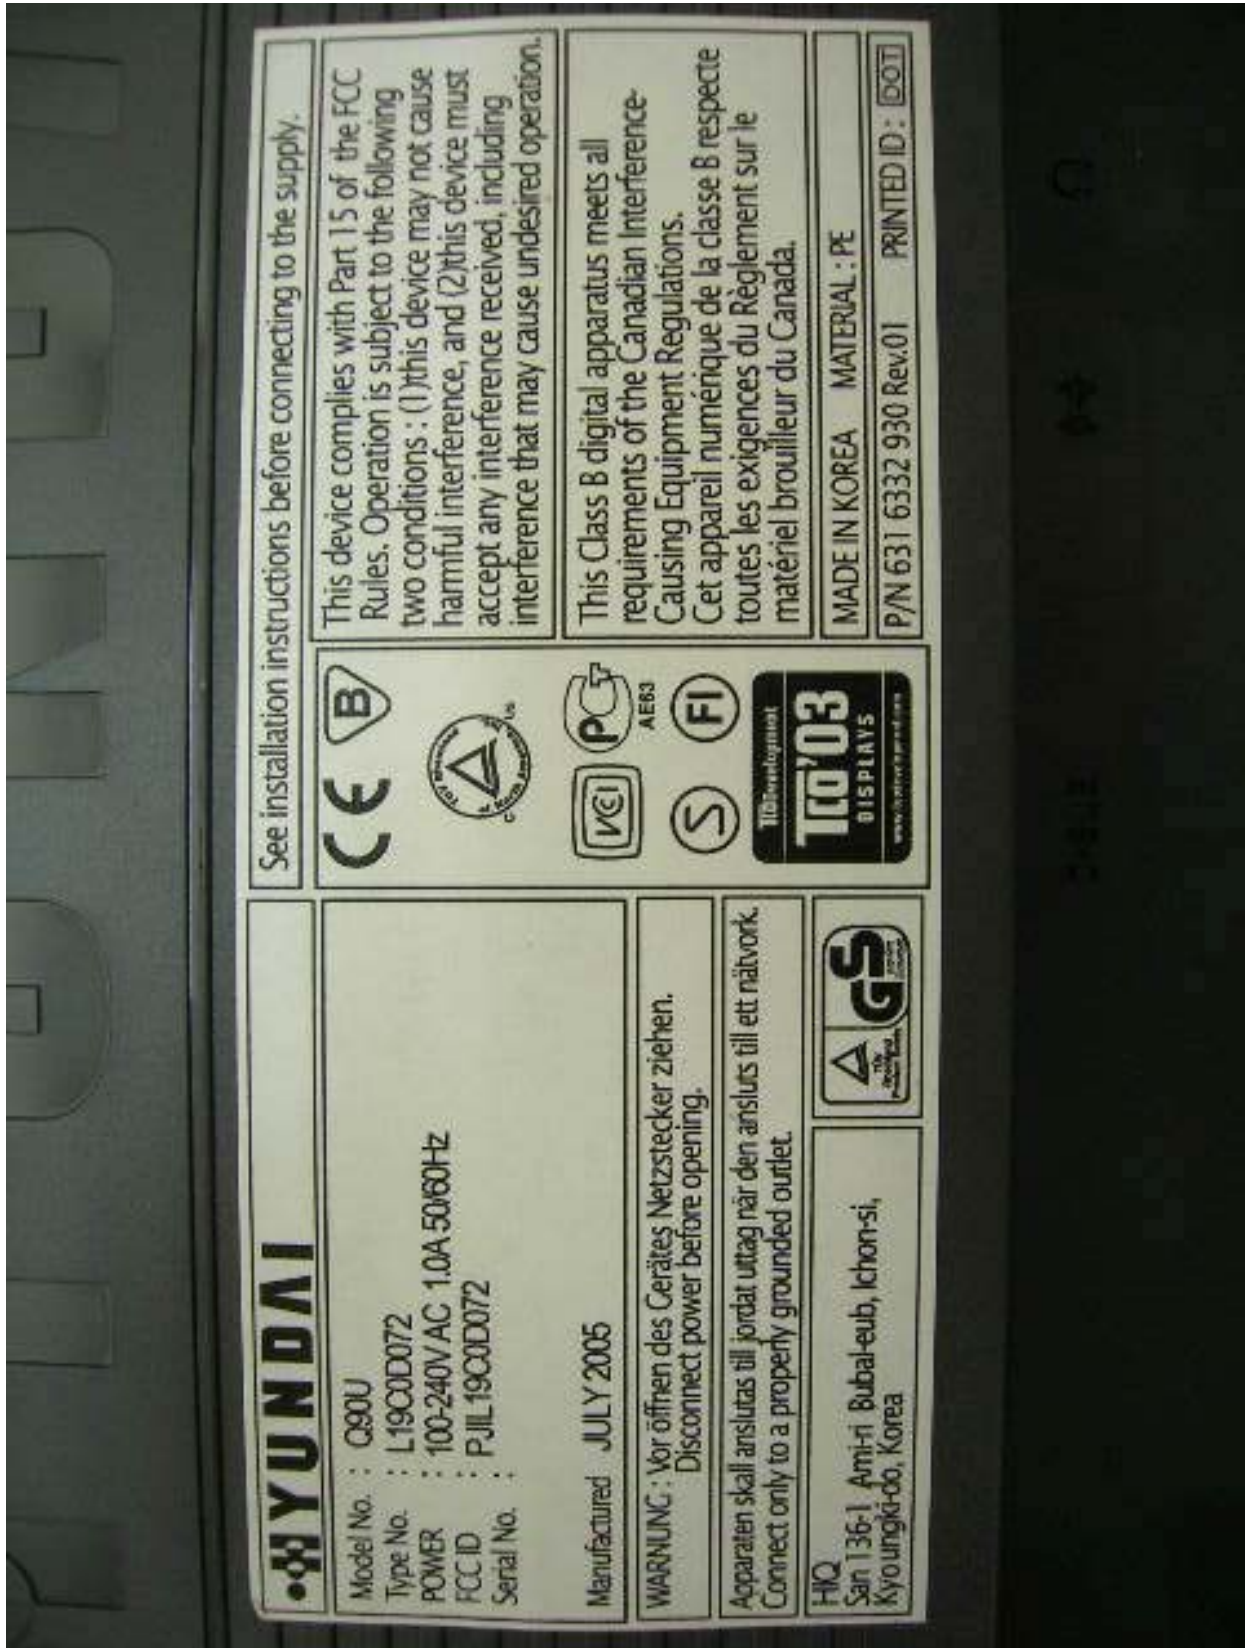 HYUNDAI
Model No. : Q90U
Type No. : L19C0D072
POWER : 100-240V AC 1.0A 50/60Hz
FCC ID : PJIL19C0D072
Serial No. :
Manufactured JULY 2005
WARNUNG : Vor öffnen des Gerätes Netzstecker ziehen.
Disconnect power before opening.
Apparaten skall anslutas till jordat uttag när den ansluts till ett nätvork.
Connect only to a properly grounded outlet.
HIQ
San 136-1 Ami-ri Bubal-eub, Ichon-si,
Kyoungki-do, Korea
GS
See installation instructions before connecting to the supply.
CE B
VCI PCT
AE63
S FI
TCO'03
DISPLAYS
This device complies with Part 15 of the FCC
Rules. Operation is subject to the following
two conditions : (1)this device may not cause
harmful interference, and (2)this device must
accept any interference received, including
interference that may cause undesired operation.
This Class B digital apparatus meets all
requirements of the Canadian Interference-
Causing Equipment Regulations.
Cet appareil numérique de la classe B respecte
toutes les exigences du Règlement sur le
matériel brouilleur du Canada.
MADE IN KOREA MATERIAL : PE
P/N 631 6332 930 Rev.01 PRINTED ID : DOT